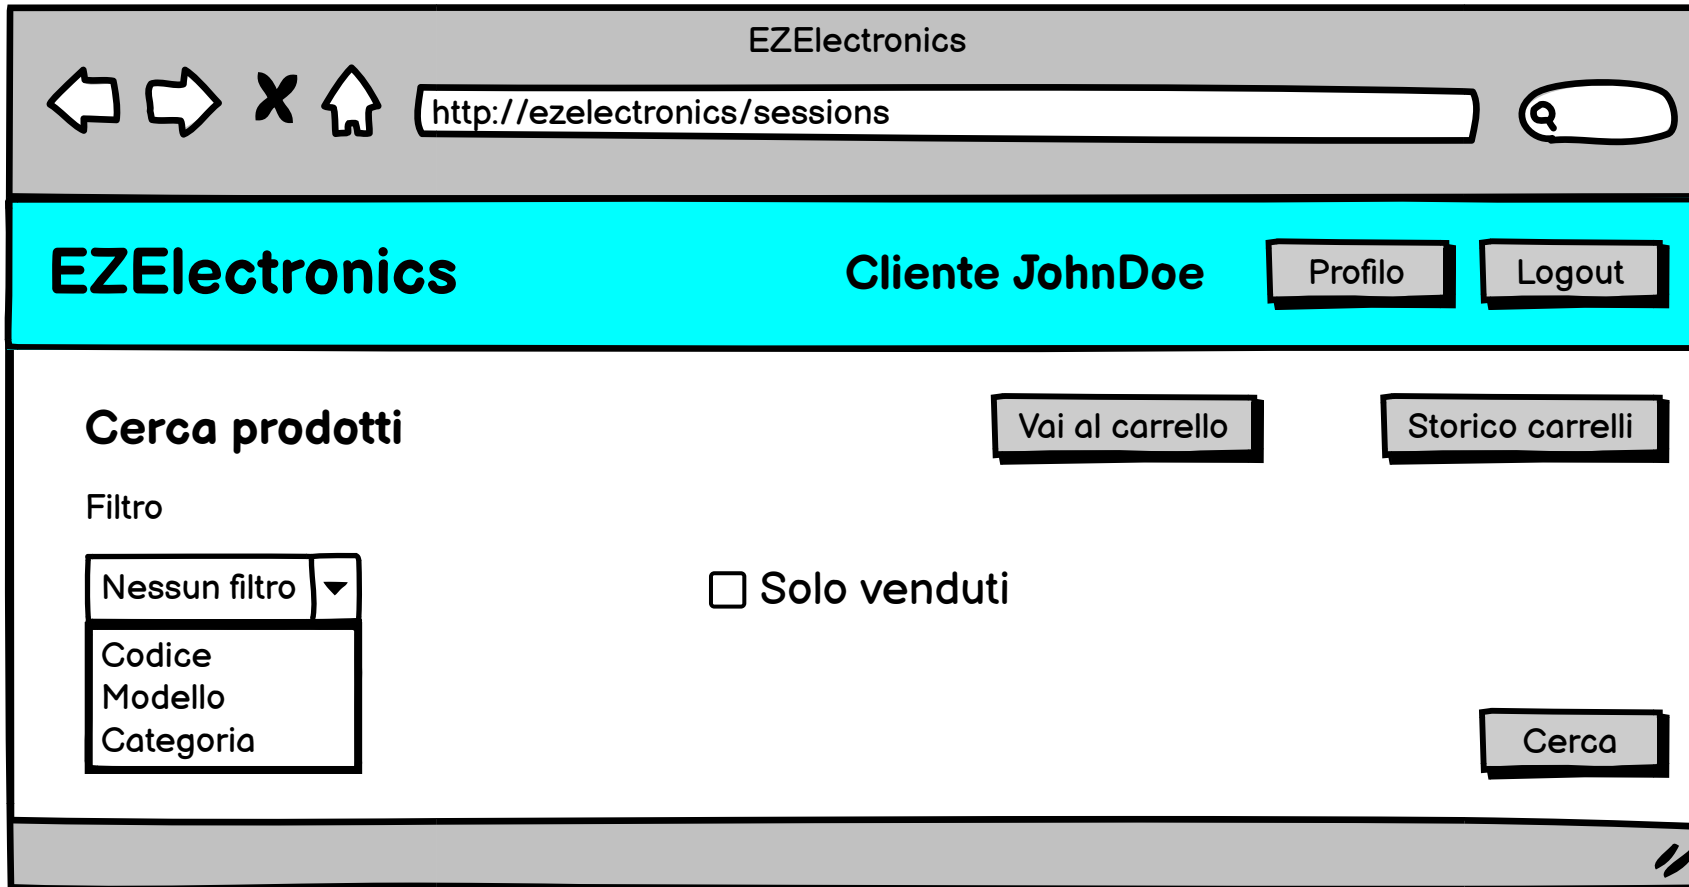 EZElectronics
http://ezelectronics/sessions
EZElectronics
Cliente JohnDoe
Profilo
Logout
Cerca prodotti
Vai al carrello
Storico carrelli
Filtro
Nessun filtro
Solo venduti
Codice
Modello
Categoria
Cerca